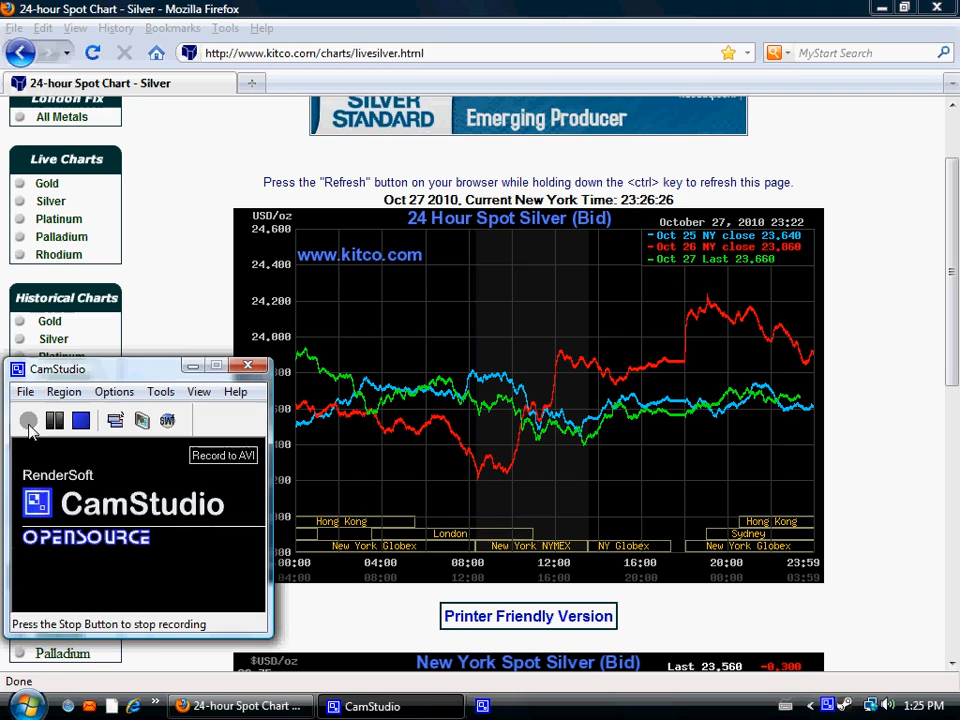 24-hour Spot Chart - Silver - Mozilla Firefox
File Edit View History Bookmarks Tools Help
http://www.kitco.com/charts/livesilver.html
MyStart Search
24-hour Spot Chart - Silver
London Fix
All Metals
Live Charts
Gold
Silver
Platinum
Palladium
Rhodium
Historical Charts
Gold
Silver
SILVER STANDARD
Emerging Producer
Press the "Refresh" button on your browser while holding down the <ctrl> key to refresh this page.
Oct 27 2010, Current New York Time: 23:26:26
USD/oz
24 Hour Spot Silver (Bid)
October 27, 2010 23:22
24.600
www.kitco.com
Oct 25 NY close 23.640
Oct 26 NY close 23.860
Oct 27 Last 23.660
24.400
24.200
24.000
Hong Kong
Hong Kong
London
Sydney
New York Globex
New York NYMEX
NY Globex
New York Globex
00:00 04:00 08:00 12:00 16:00 20:00 23:59
04:00 08:00 12:00 16:00 20:00 00:00 03:59
Printer Friendly Version
$USD/oz
New York Spot Silver (Bid)
Last 23.560 -0.300
CamStudio
File Region Options Tools View Help
Record to AVI
RenderSoft
CamStudio
OPENSOURCE
Press the Stop Button to stop recording
Palladium
Done
24-hour Spot Chart ...
CamStudio
1:25 PM